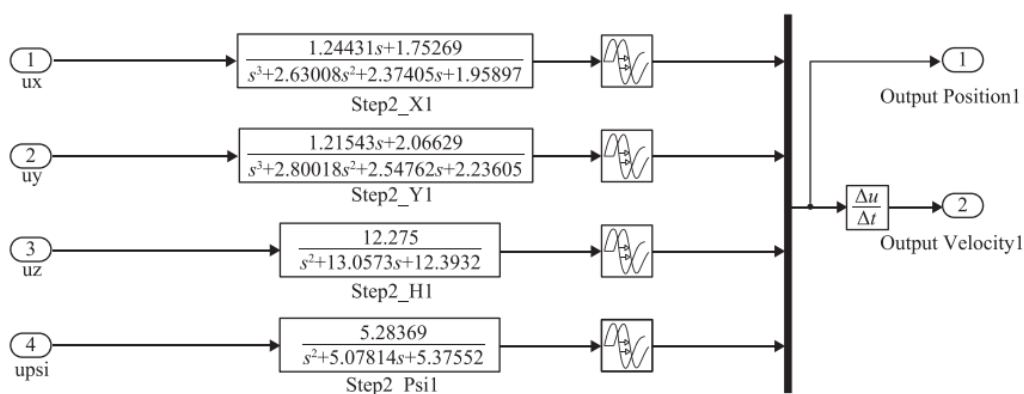 1
ux
1.24431s+1.75269
s³+2.63008s²+2.37405s+1.95897
Step2_X1
1
Output Position1
2
uy
1.21543s+2.06629
s³+2.80018s²+2.54762s+2.23605
Step2_Y1
Δu
Δt
2
Output Velocity1
3
uz
12.275
s²+13.0573s+12.3932
Step2_H1
4
upsi
5.28369
s²+5.07814s+5.37552
Step2_Psi1